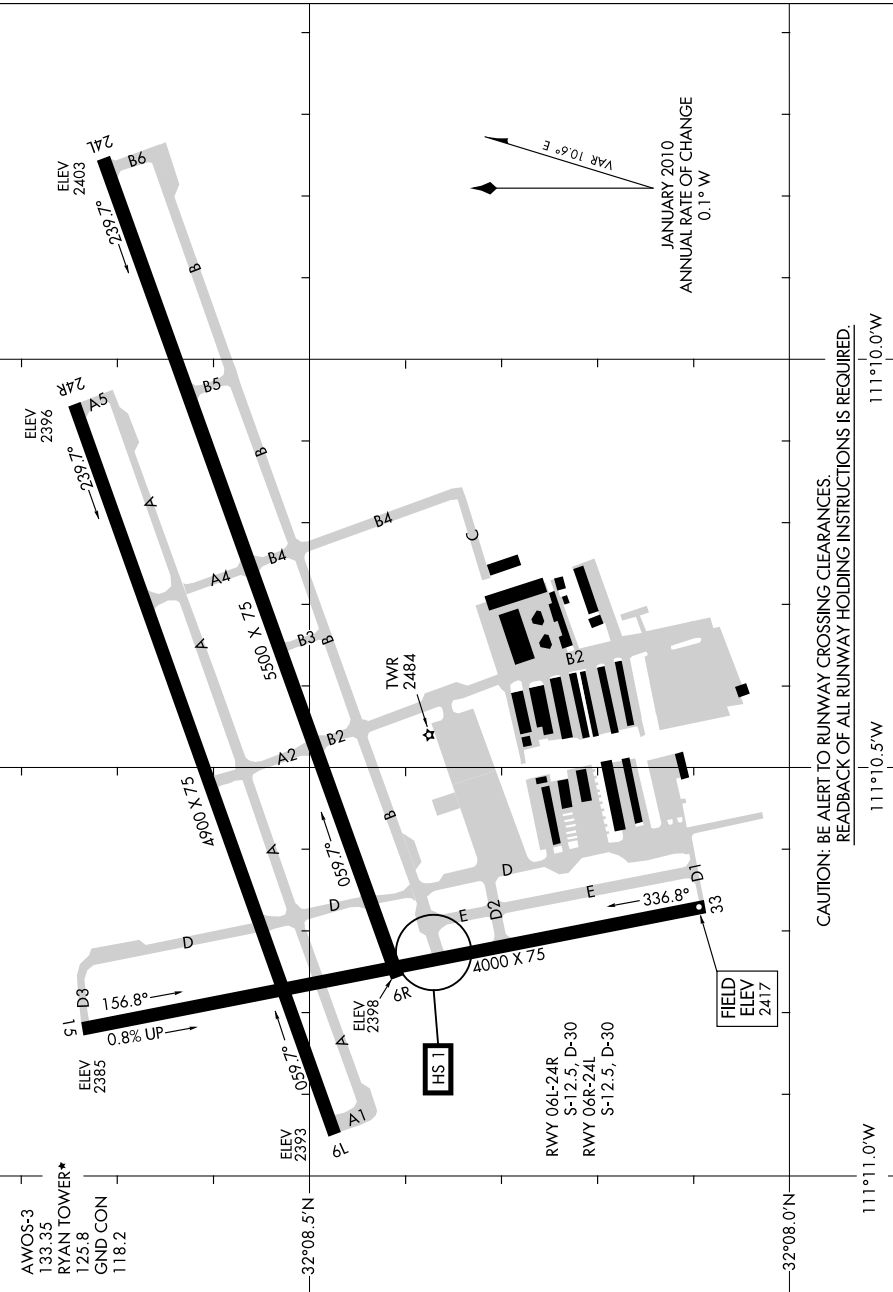 AWOS-3
133.35
RYAN TOWER★
125.8
GND CON
118.2
ELEV
2403
24L
B6
239.7°
B
ELEV
2396
24R
A5
239.7°
A
B5
B
VAR 10.6° E
JANUARY 2010
ANNUAL RATE OF CHANGE
0.1° W
A4
B4
B4
C
A
5500 X 75
B3
B
TWR
2484
B2
A2
B2
4900 X 75
A
059.7°
B
D
D
D
E
E
D2
D1
336.8°
33
4000 X 75
FIELD
ELEV
2417
D3
15
156.8°
0.8% UP
ELEV
2385
ELEV
2398
6R
HS 1
A
059.7°
ELEV
2393
6L
A1
RWY 06L-24R
S-12.5, D-30
RWY 06R-24L
S-12.5, D-30
CAUTION: BE ALERT TO RUNWAY CROSSING CLEARANCES.
READBACK OF ALL RUNWAY HOLDING INSTRUCTIONS IS REQUIRED.
32°08.5'N
32°08.0'N
111°11.0'W
111°10.5'W
111°10.0'W